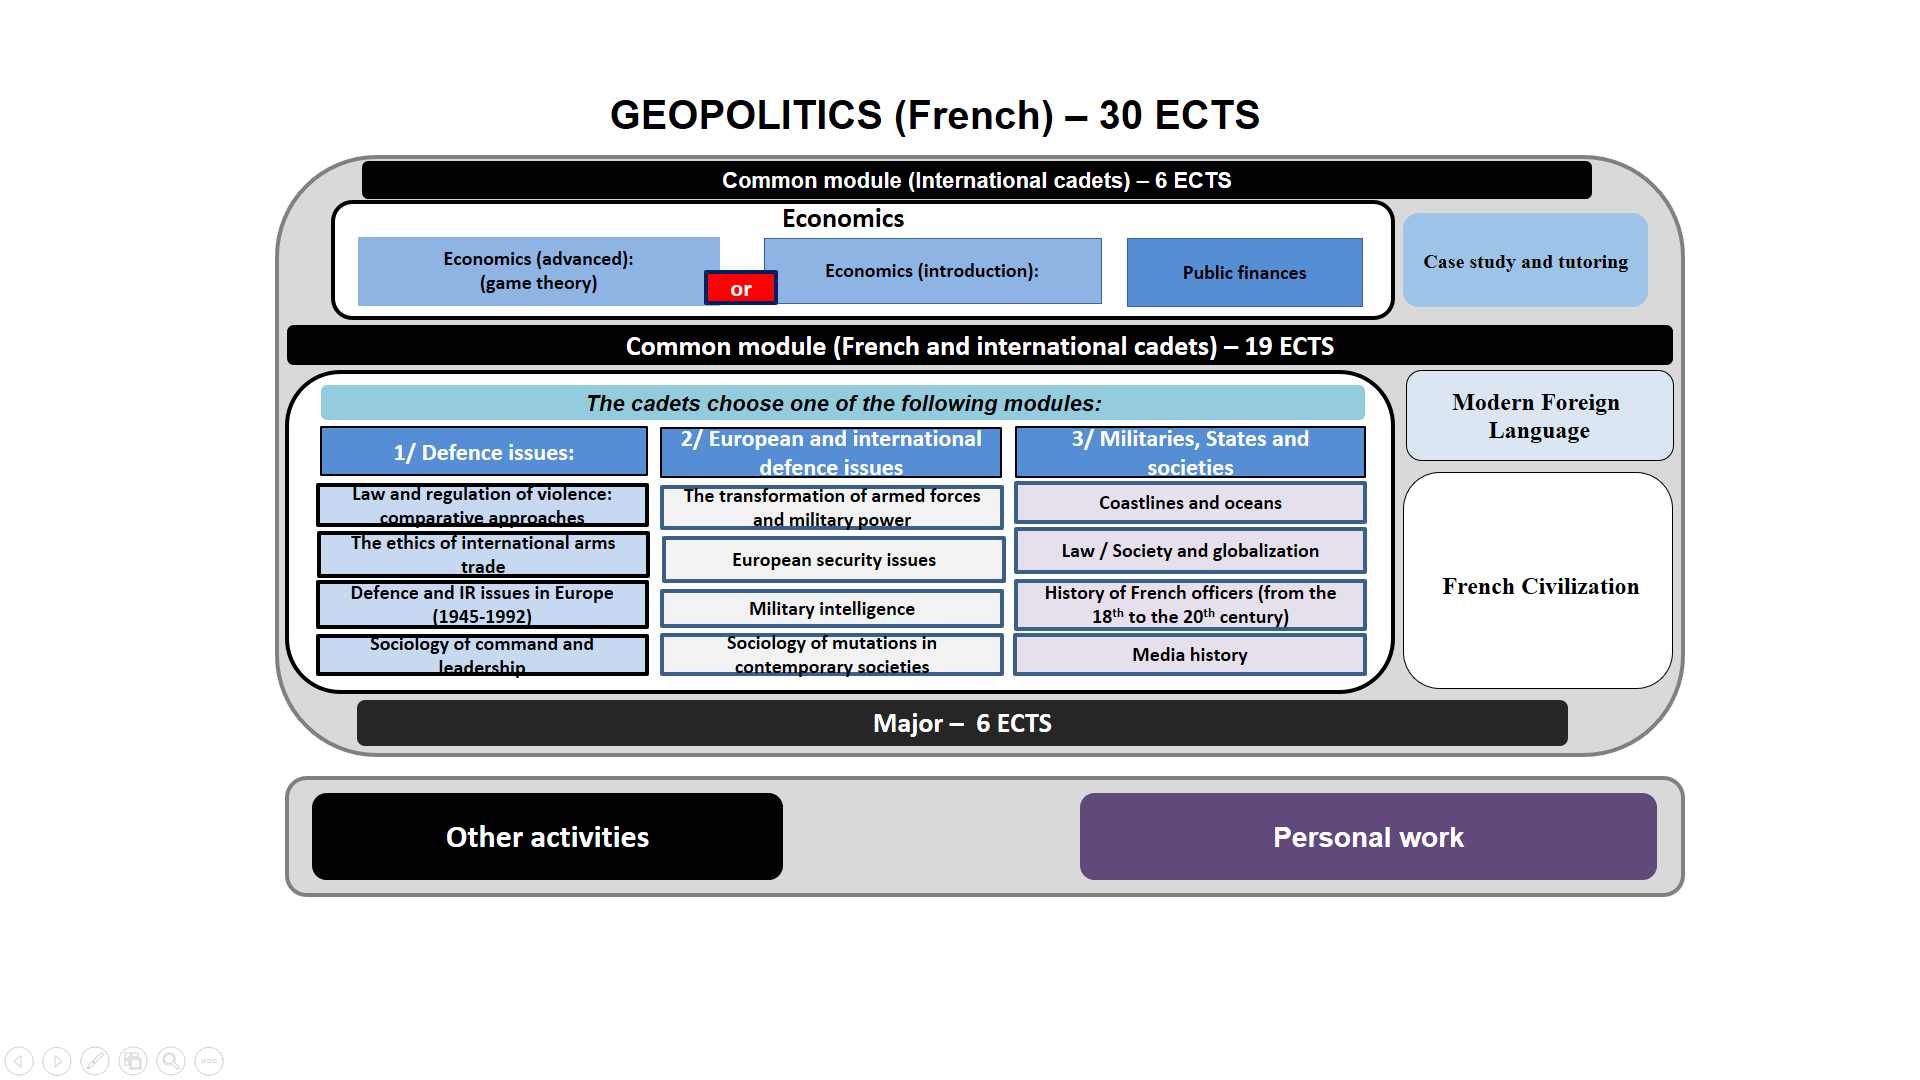 GEOPOLITICS (French) – 30 ECTS
Common module (International cadets) – 6 ECTS
Economics
Economics (advanced):
(game theory)
or
Economics (introduction):
Public finances
Case study and tutoring
Common module (French and international cadets) – 19 ECTS
The cadets choose one of the following modules:
1/ Defence issues:
Law and regulation of violence:
comparative approaches
The ethics of international arms
trade
Defence and IR issues in Europe
(1945-1992)
Sociology of command and
leadership
2/ European and international
defence issues
The transformation of armed forces
and military power
European security issues
Military intelligence
Sociology of mutations in
contemporary societies
3/ Militaries, States and
societies
Coastlines and oceans
Law / Society and globalization
History of French officers (from the
18th to the 20th century)
Media history
Modern Foreign
Language
French Civilization
Major – 6 ECTS
Other activities
Personal work